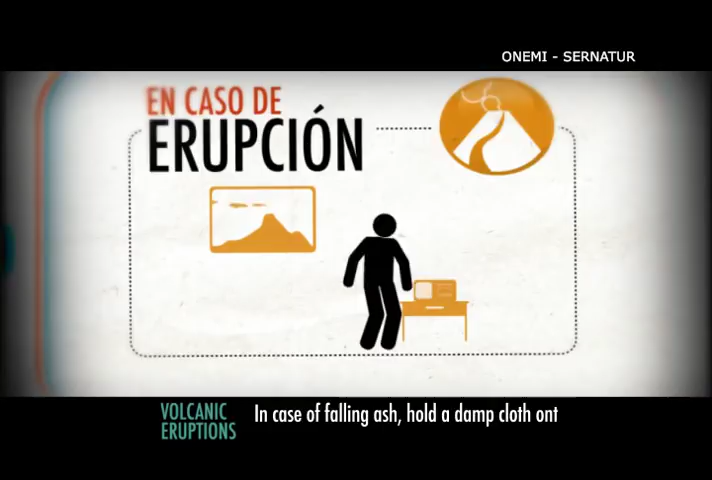 ONEMI - SERNATUR
EN CASO DE
ERUPCIÓN
VOLCANIC
ERUPTIONS
In case of falling ash, hold a damp cloth ont